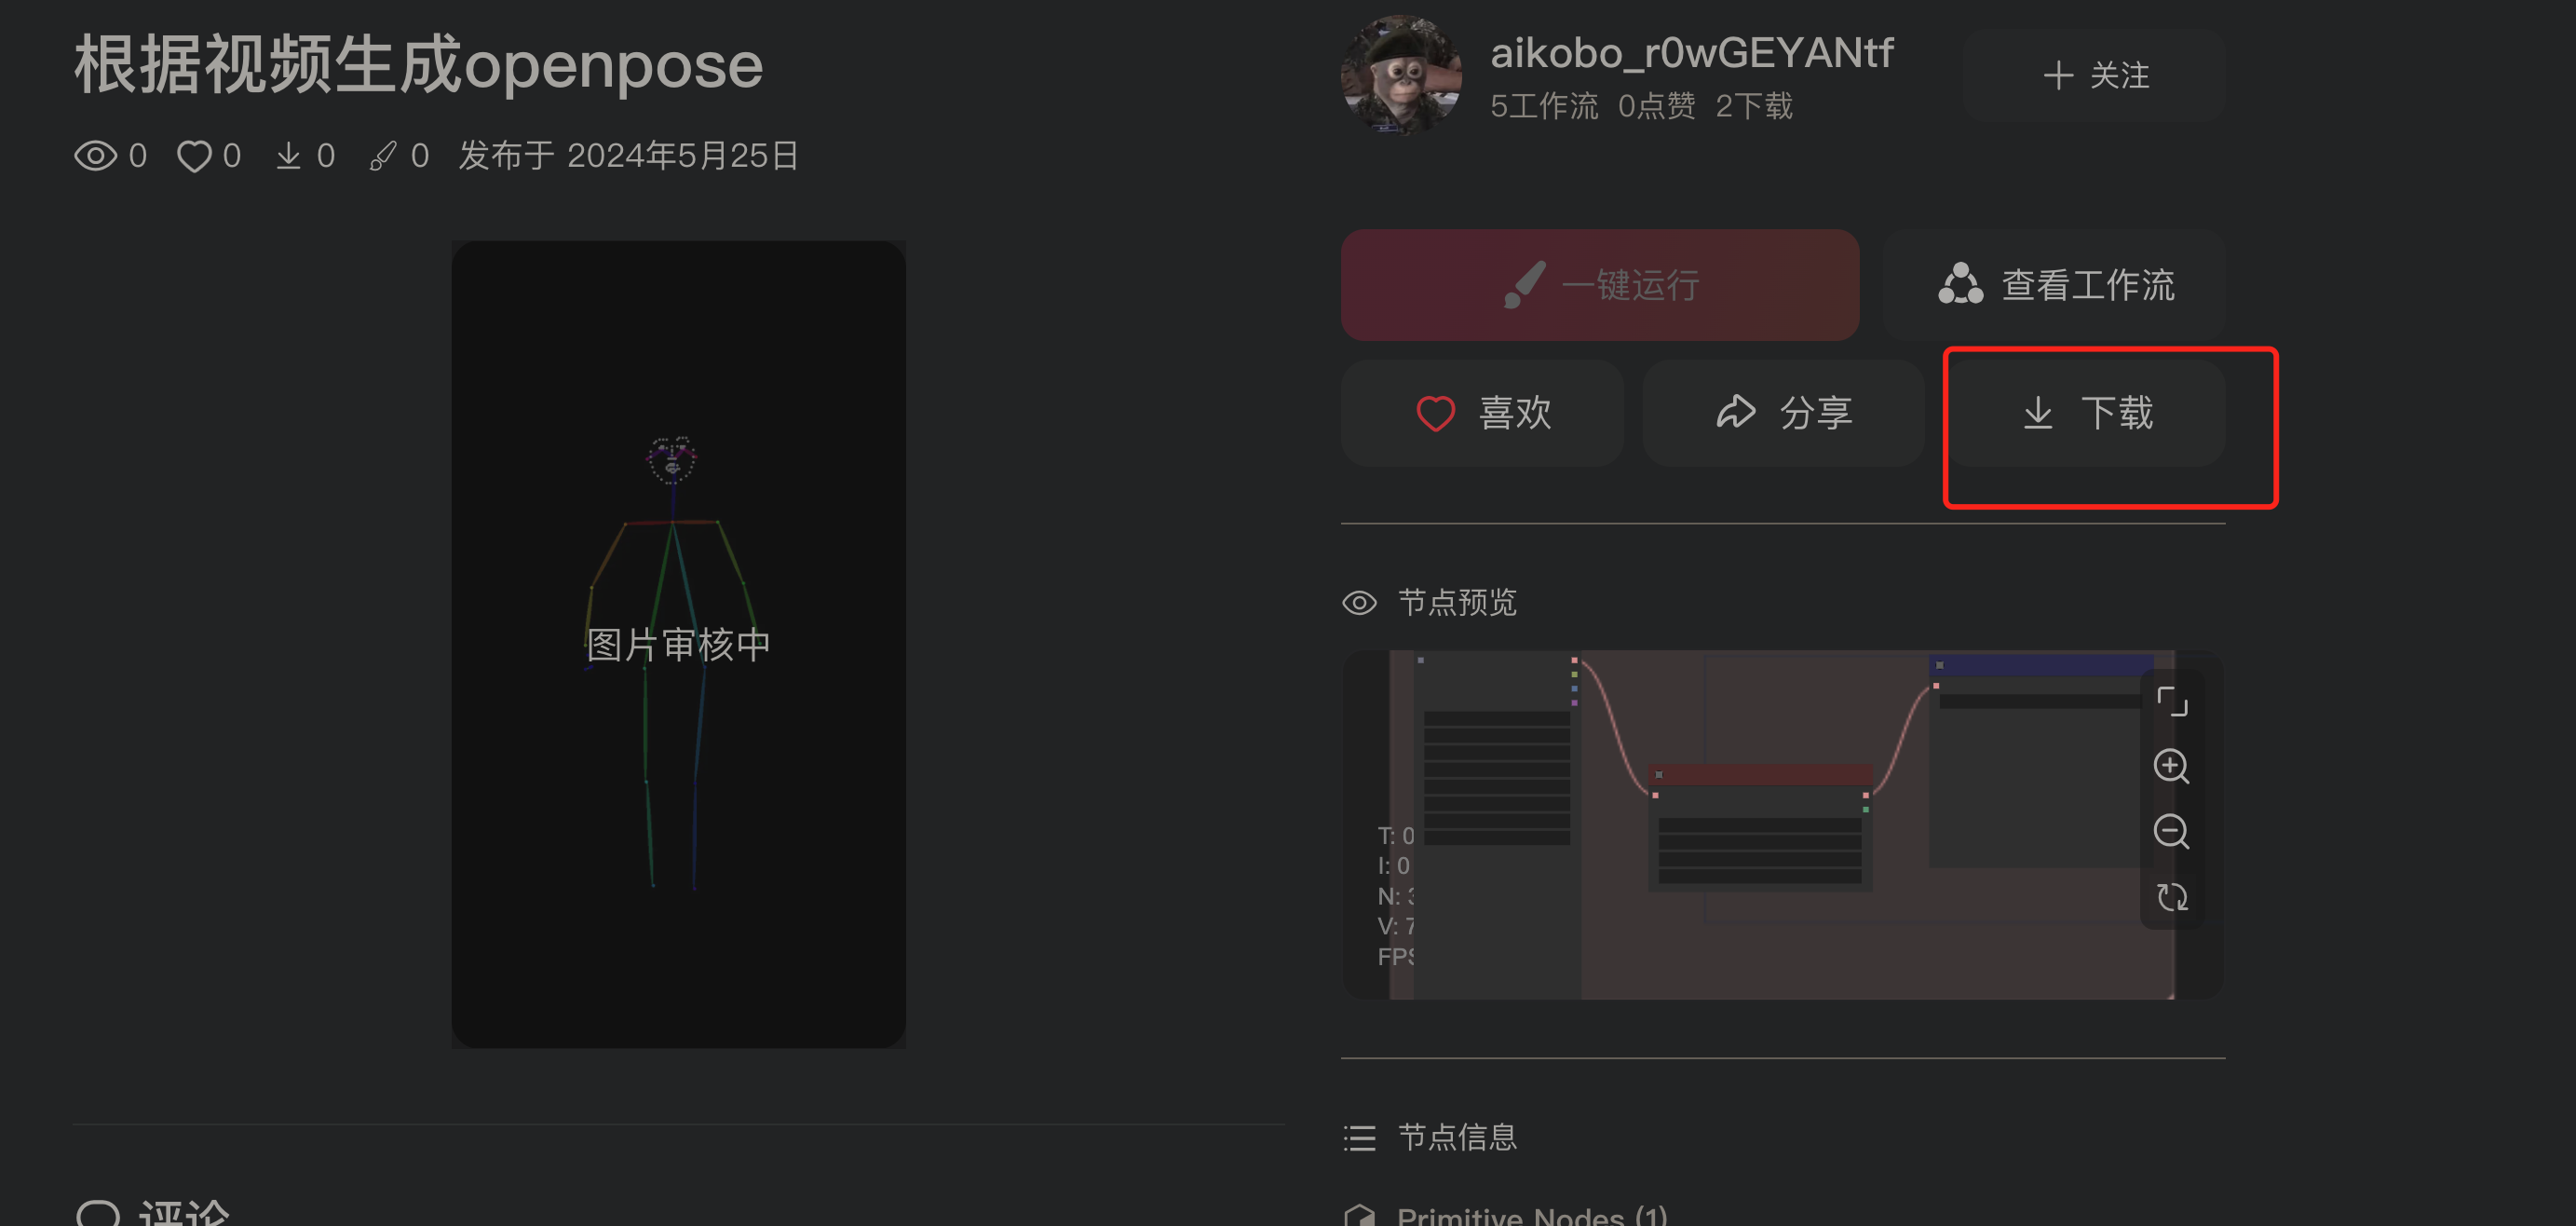 根据视频生成openpose
0 0 0 0 发布于 2024年5月25日
图片审核中
评论
aikobo_r0wGEYANtf
5工作流 0点赞 2下载
关注
一键运行
查看工作流
喜欢
分享
下载
节点预览
T: 0
I: 0
N: 3
V: 7
FPS
节点信息
Primitive Nodes (1)